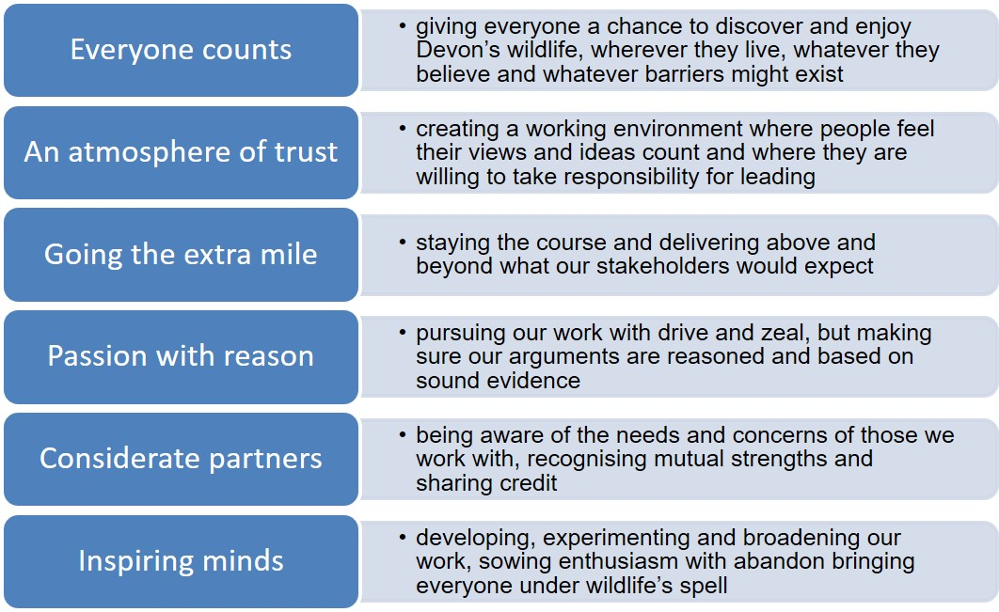 Everyone counts
• giving everyone a chance to discover and enjoy
Devon’s wildlife, wherever they live, whatever they
believe and whatever barriers might exist
An atmosphere of trust
• creating a working environment where people feel
their views and ideas count and where they are
willing to take responsibility for leading
Going the extra mile
• staying the course and delivering above and
beyond what our stakeholders would expect
Passion with reason
• pursuing our work with drive and zeal, but making
sure our arguments are reasoned and based on
sound evidence
Considerate partners
• being aware of the needs and concerns of those we
work with, recognising mutual strengths and
sharing credit
Inspiring minds
• developing, experimenting and broadening our
work, sowing enthusiasm with abandon bringing
everyone under wildlife’s spell